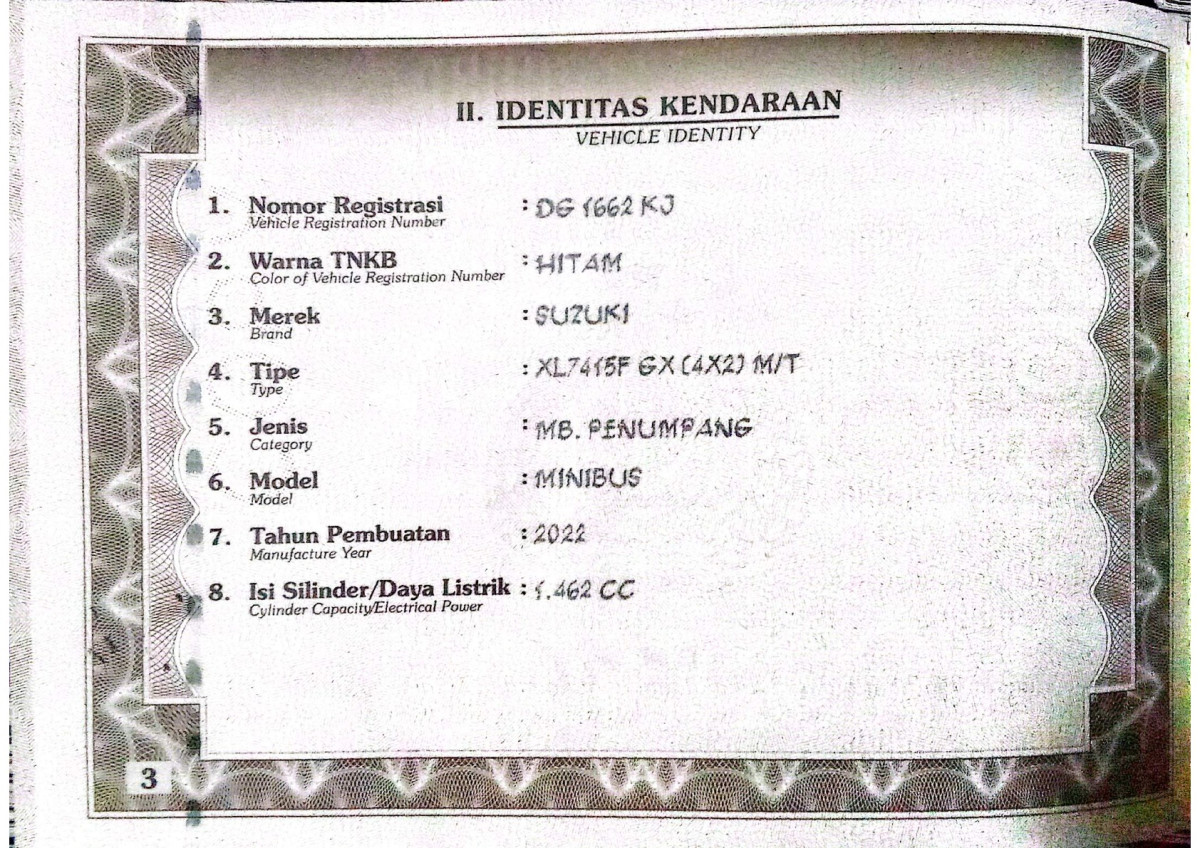 II. IDENTITAS KENDARAAN
VEHICLE IDENTITY
1. Nomor Registrasi : DG 1662 KJ
Vehicle Registration Number
2. Warna TNKB : HITAM
Color of Vehicle Registration Number
3. Merek : SUZUKI
Brand
4. Tipe : XL7415F GX (4X2) M/T
Type
5. Jenis : MB. PENUMPANG
Category
6. Model : MINIBUS
Model
7. Tahun Pembuatan : 2022
Manufacture Year
8. Isi Silinder/Daya Listrik : 1.462 CC
Cylinder Capacity/Electrical Power
3